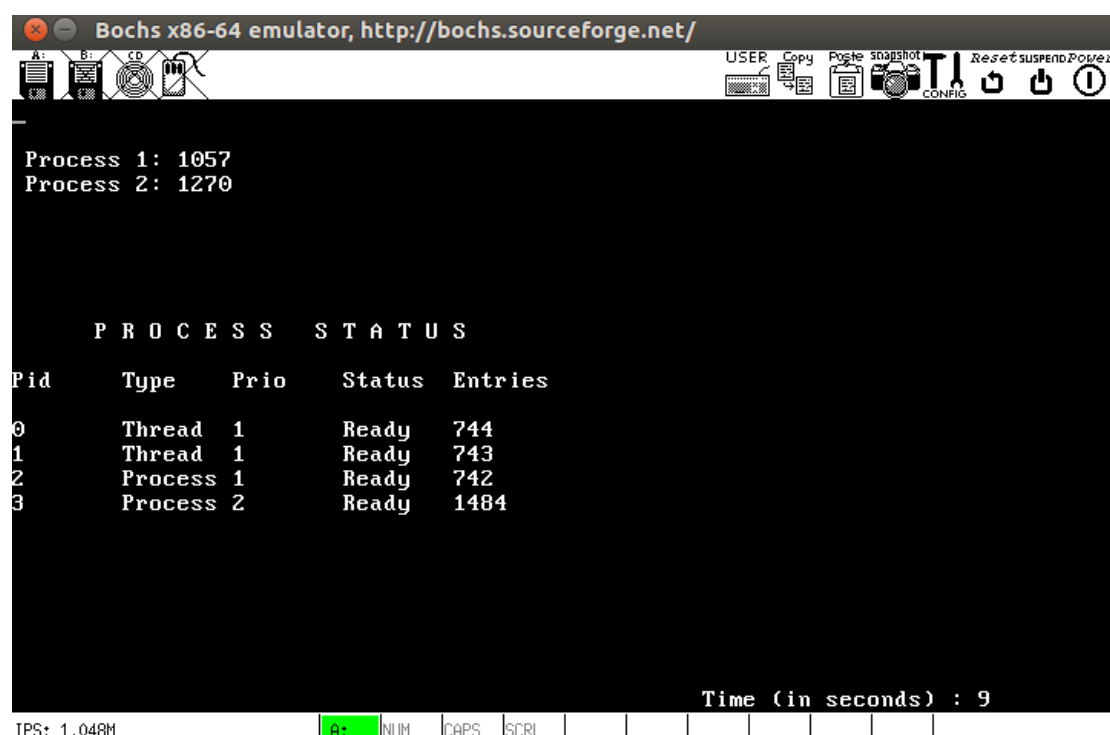 Bochs x86-64 emulator, http://bochs.sourceforge.net/
A: B: CD USER Copy Poste snapshot CONFIG Reset SUSPEND Power
Process 1: 1057
Process 2: 1270
P R O C E S S S T A T U S
Pid Type Prio Status Entries
0 Thread 1 Ready 744
1 Thread 1 Ready 743
2 Process 1 Ready 742
3 Process 2 Ready 1484
Time (in seconds) : 9
IPS: 1.048M A: NUM CAPS SCRL